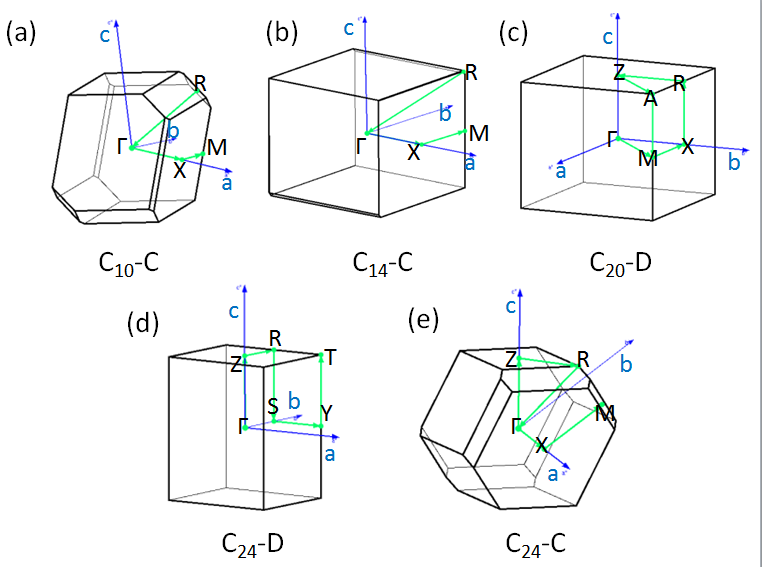 (a)
c
R
Γ
b
M
X
a
C10-C
(b)
c
R
b
Γ
M
X
a
C14-C
(c)
c
Z
R
A
Γ
M
X
b
a
C20-D
(d)
c
R
Z
T
S
b
Y
Γ
a
C24-D
(e)
c
Z
R
b
Γ
M
X
a
C24-C